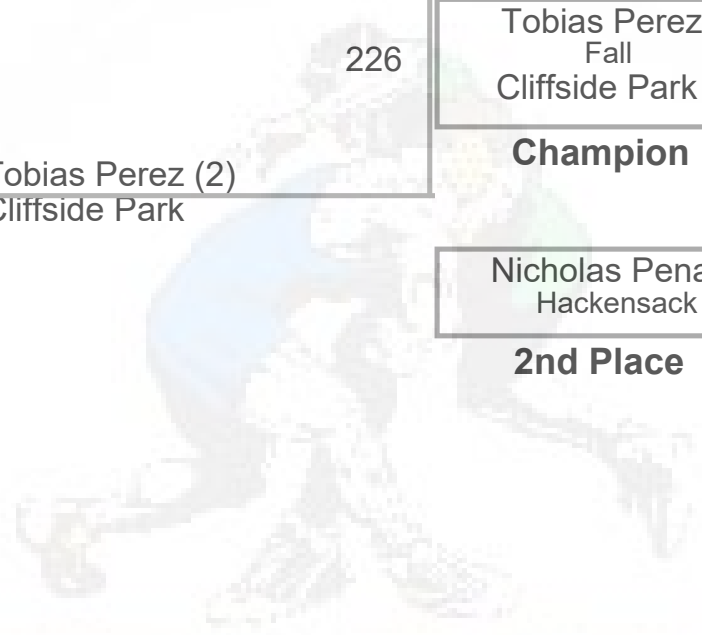 Tobias Perez
226
Fall
Cliffside Park
Champion
Tobias Perez (2)
Cliffside Park
Nicholas Pena
Hackensack
2nd Place